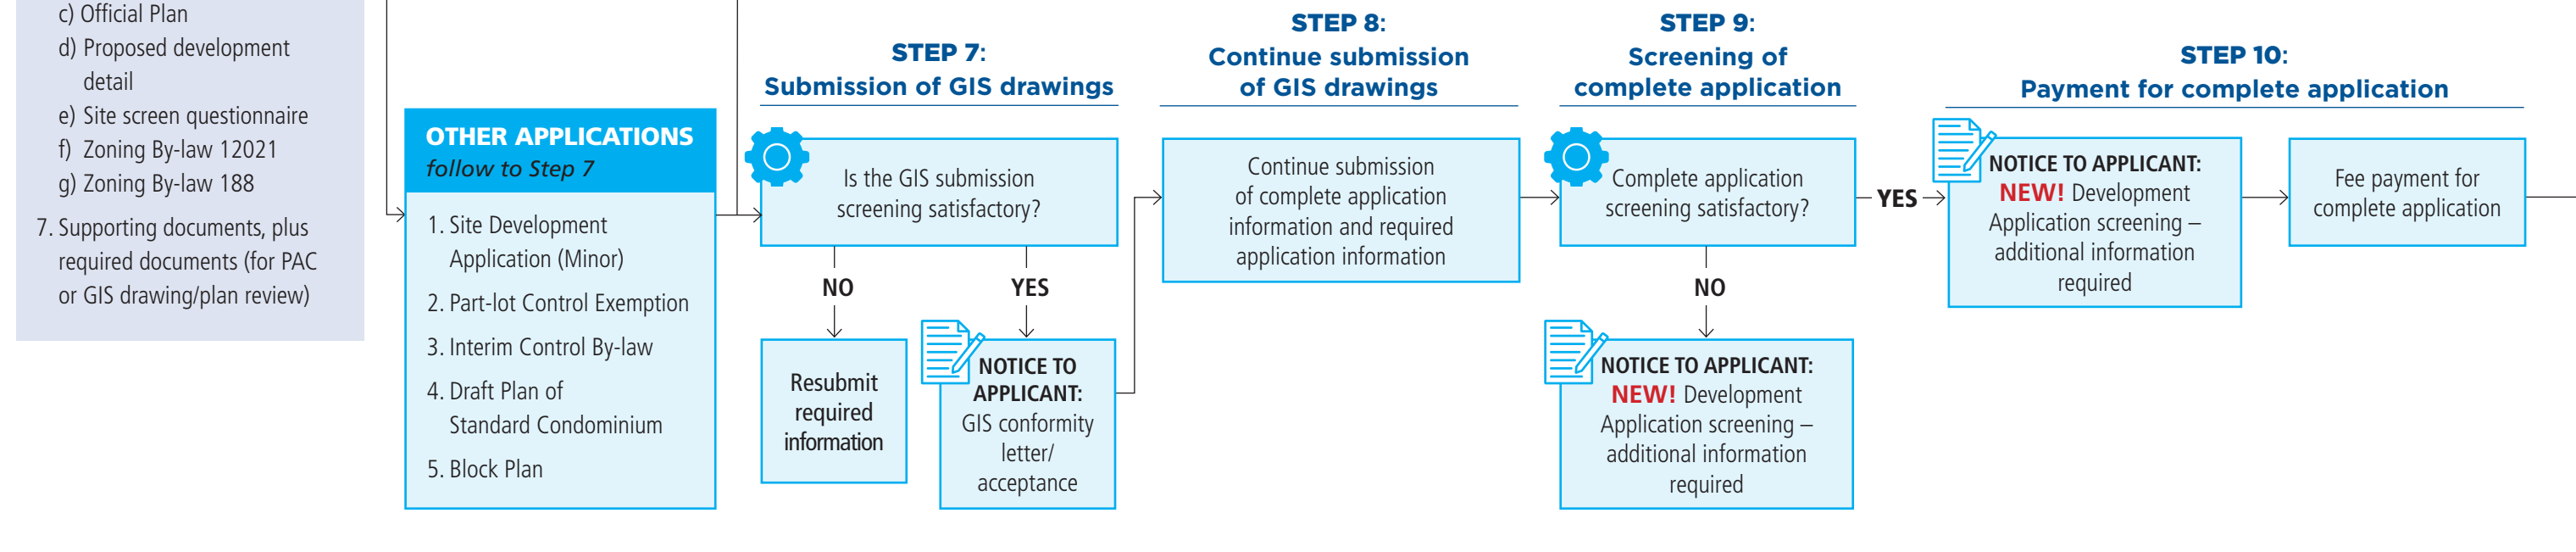 c) Official Plan
d) Proposed development
detail
e) Site screen questionnaire
f) Zoning By-law 12021
g) Zoning By-law 188
7. Supporting documents, plus
required documents (for PAC
or GIS drawing/plan review)
OTHER APPLICATIONS
follow to Step 7
1. Site Development
Application (Minor)
2. Part-lot Control Exemption
3. Interim Control By-law
4. Draft Plan of
Standard Condominium
5. Block Plan
STEP 7:
Submission of GIS drawings
Is the GIS submission
screening satisfactory?
NO
YES
Resubmit
required
information
NOTICE TO
APPLICANT:
GIS conformity
letter/
acceptance
STEP 8:
Continue submission
of GIS drawings
Continue submission
of complete application
information and required
application information
STEP 9:
Screening of
complete application
Complete application
screening satisfactory?
YES
NO
NOTICE TO APPLICANT:
NEW! Development
Application screening –
additional information
required
STEP 10:
Payment for complete application
NOTICE TO APPLICANT:
NEW! Development
Application screening –
additional information
required
Fee payment for
complete application